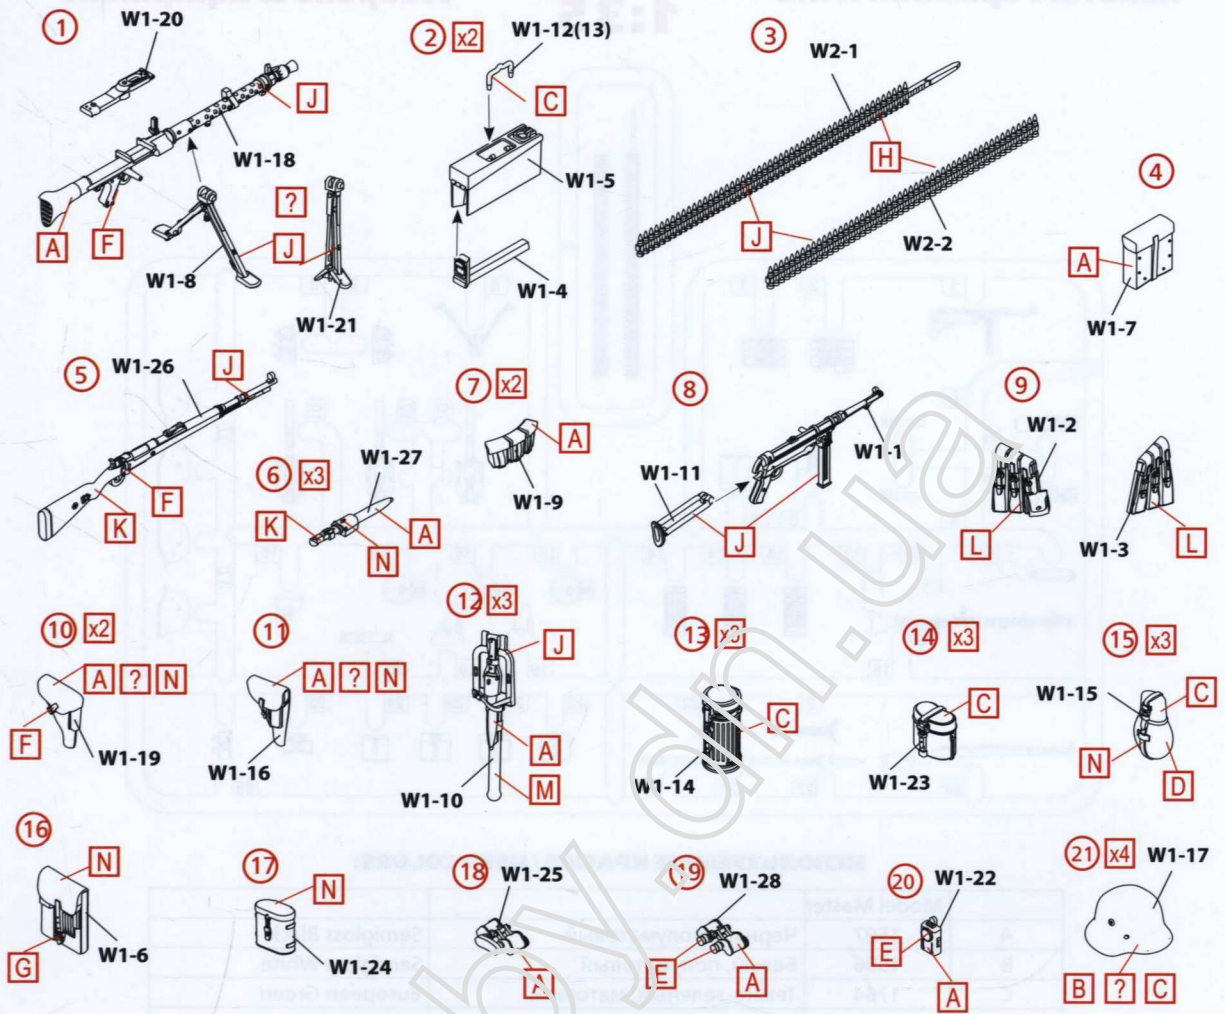 1
W1-20
J
W1-18
A
F
?
J
W1-8
W1-21
2 x2
W1-12(13)
C
W1-5
W1-4
3
W2-1
H
J
W2-2
4
A
W1-7
5
W1-26
J
F
K
6 x3
W1-27
K
N
A
7 x2
A
W1-9
8
W1-11
W1-1
J
9
W1-2
L
W1-3
L
10 x2
A ? N
F
W1-19
11
A ? N
W1-16
12 x3
J
A
W1-10
M
13
C
W1-14
14 x3
C
W1-23
15 x3
W1-15
C
N
D
16
N
W1-6
G
17
N
W1-24
18
W1-25
A
19
W1-28
E
A
20
W1-22
E
A
21 x4
W1-17
B ? C
by.dn.ua